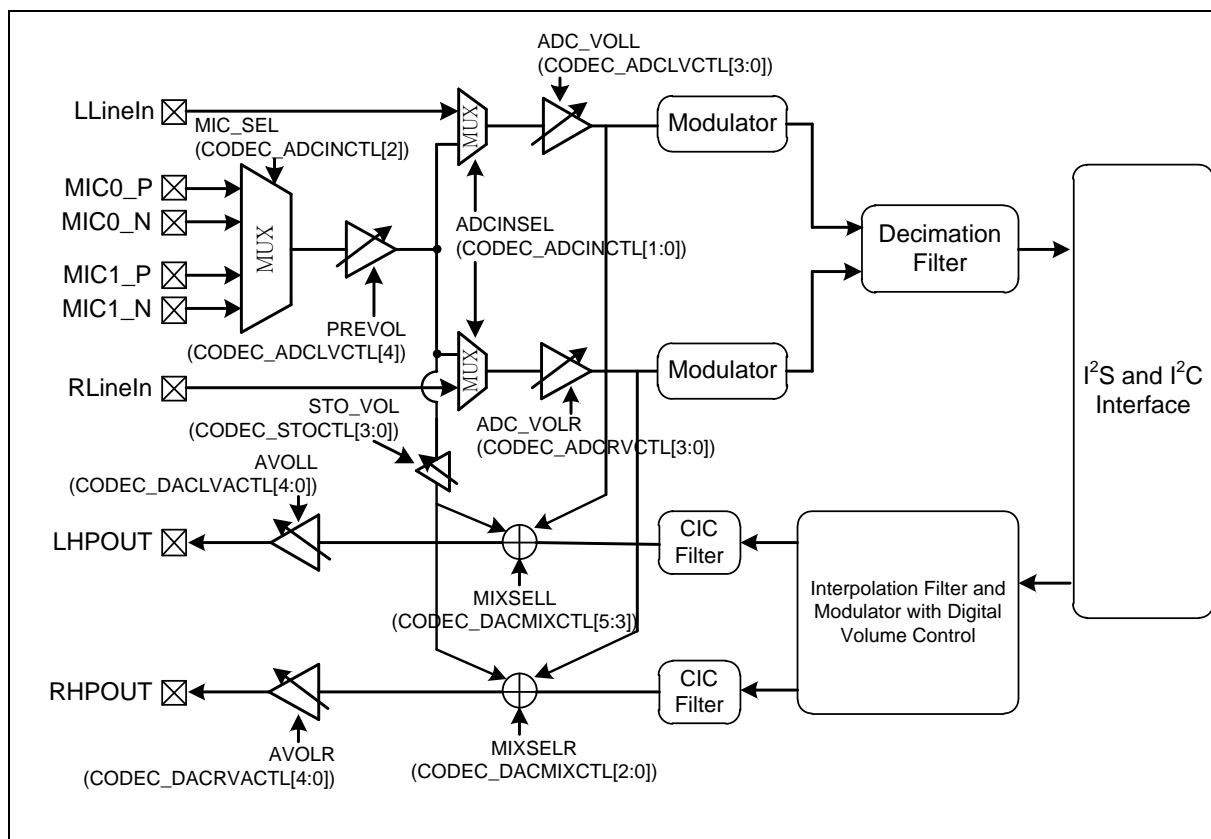 ADC_VOLL
(CODEC_ADCLVCTL[3:0])
LLineIn
MIC_SEL
(CODEC_ADCINCTL[2])
MUX
Modulator
MIC0_P
MIC0_N
MIC1_P
MIC1_N
MUX
ADCINSEL
(CODEC_ADCINCTL[1:0])
Decimation
Filter
PREVOL
(CODEC_ADCLVCTL[4])
MUX
Modulator
RLineIn
I²S and I²C
Interface
STO_VOL
(CODEC_STOCTL[3:0])
ADC_VOLR
(CODEC_ADCRVCTL[3:0])
AVOLL
(CODEC_DACLVACTL[4:0])
LHPOUT
CIC
Filter
MIXSELL
(CODEC_DACMIXCTL[5:3])
Interpolation Filter and
Modulator with Digital
Volume Control
RHPOUT
CIC
Filter
AVOLR
(CODEC_DACRVACTL[4:0])
MIXSELR
(CODEC_DACMIXCTL[2:0])